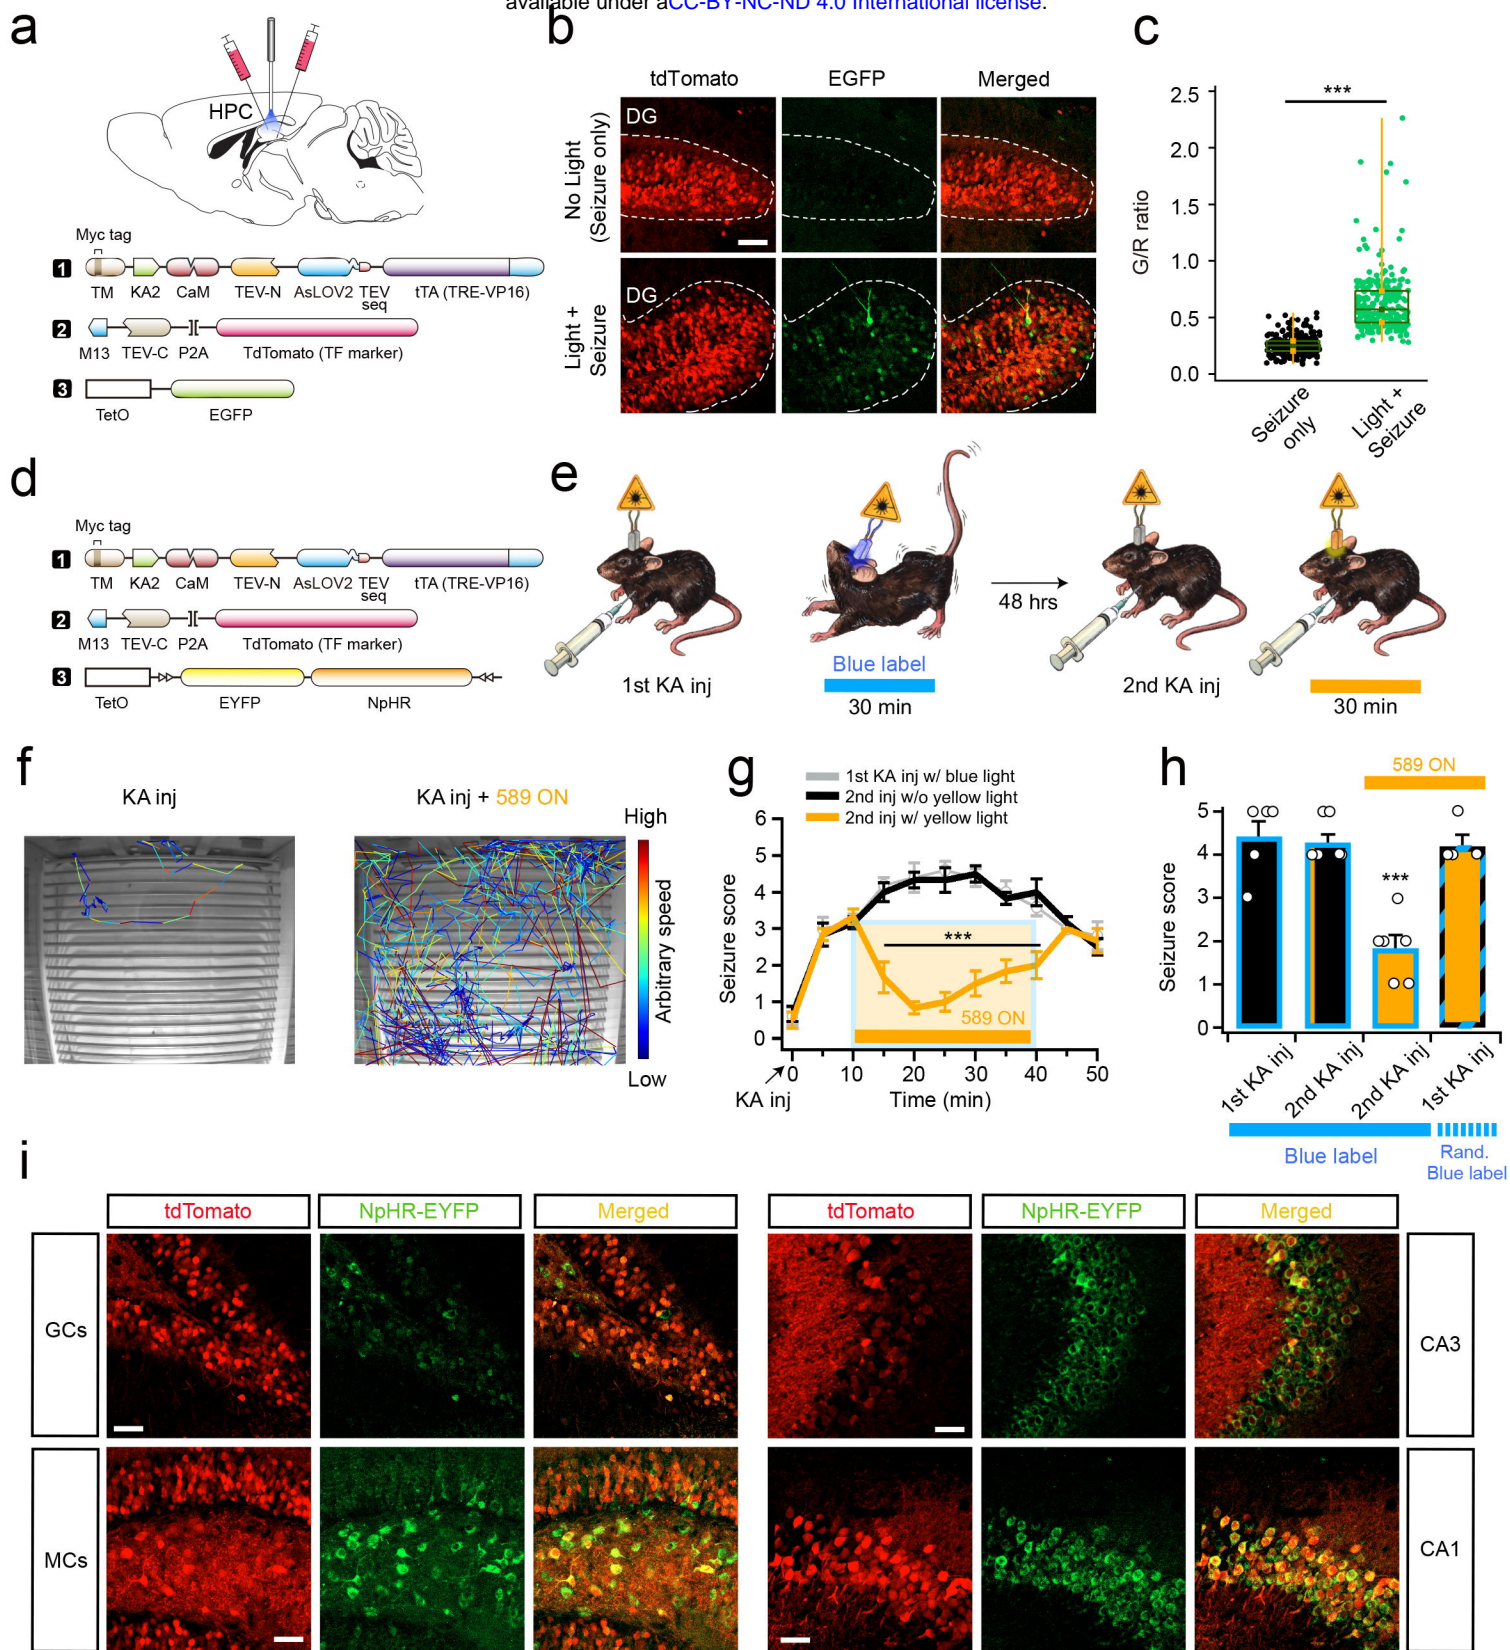 available under aCC-BY-NC-ND 4.0 International license.
a
HPC
Myc tag
1
TM KA2 CaM TEV-N AsLOV2 TEV seq tTA (TRE-VP16)
2
M13 TEV-C P2A TdTomato (TF marker)
3
TetO EGFP
b
tdTomato EGFP Merged
No Light
(Seizure only)
DG
Light +
Seizure
DG
c
***
G/R ratio
2.5
2.0
1.5
1.0
0.5
0.0
Seizure
only
Light +
Seizure
d
Myc tag
1
TM KA2 CaM TEV-N AsLOV2 TEV seq tTA (TRE-VP16)
2
M13 TEV-C P2A TdTomato (TF marker)
3
TetO EYFP NpHR
e
48 hrs
1st KA inj
Blue label
30 min
2nd KA inj
30 min
f
KA inj
KA inj + 589 ON
High
Arbitrary speed
Low
g
1st KA inj w/ blue light
2nd inj w/o yellow light
2nd inj w/ yellow light
Seizure score
6
5
4
3
2
1
0
***
589 ON
0 10 20 30 40 50
KA inj
Time (min)
h
589 ON
Seizure score
5
4
3
2
1
0
***
1st KA inj
2nd KA inj
2nd KA inj
1st KA inj
Blue label
Rand.
Blue label
i
tdTomato NpHR-EYFP Merged
tdTomato NpHR-EYFP Merged
GCs
CA3
MCs
CA1